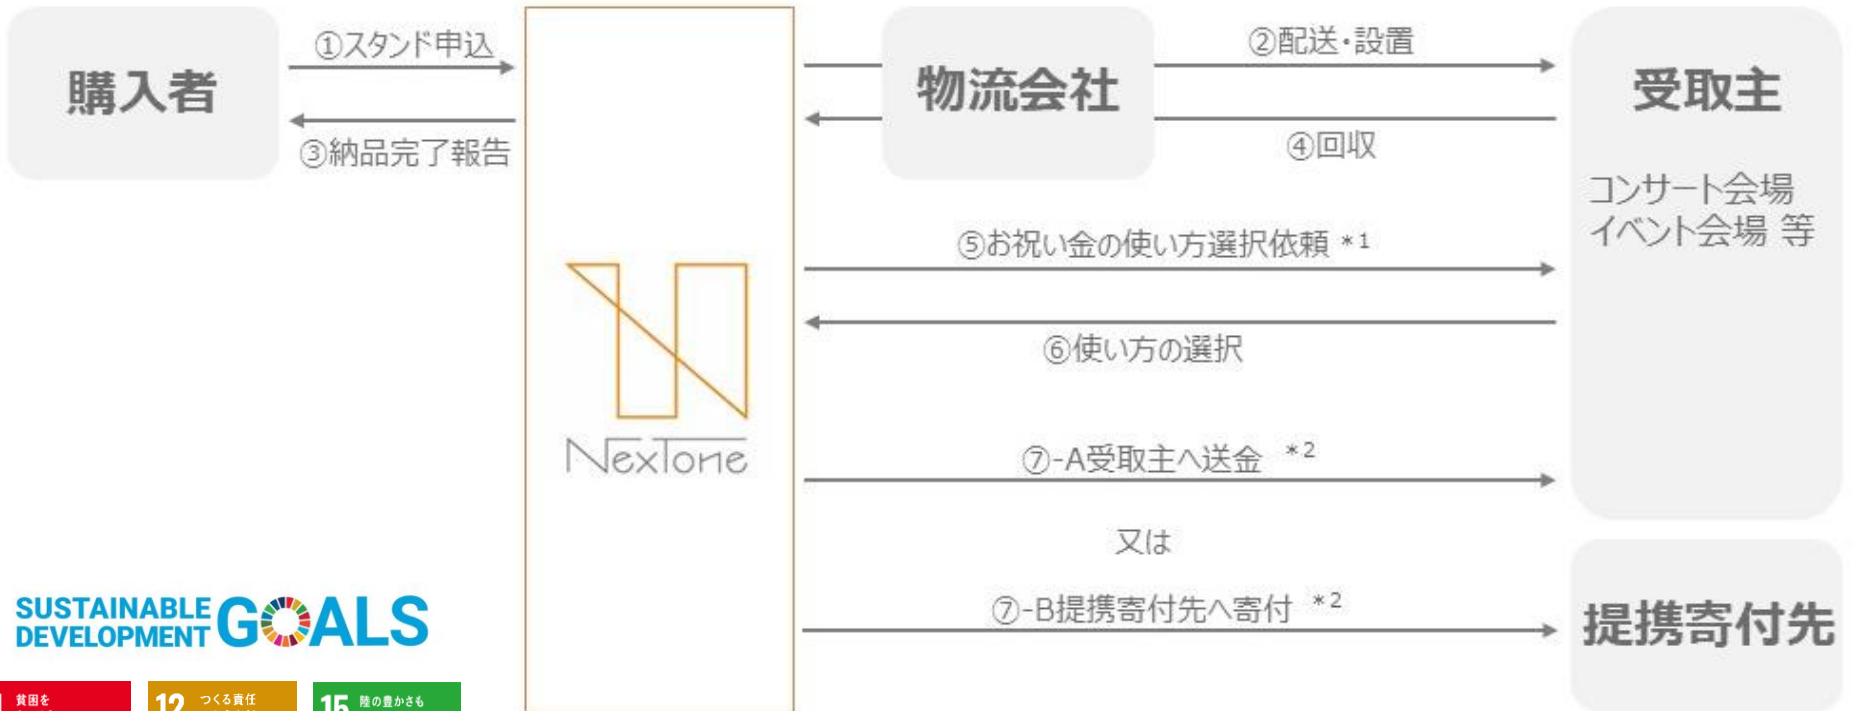 購入者
①スタンド申込
③納品完了報告
NexTone
物流会社
②配送・設置
④回収
受取主
コンサート会場
イベント会場 等
⑤お祝い金の使い方選択依頼 *1
⑥使い方の選択
⑦-A受取主へ送金 *2
又は
⑦-B提携寄付先へ寄付 *2
提携寄付先
SUSTAINABLE
DEVELOPMENT GOALS
貧困を
12 つくる責任
15 陸の豊かさも